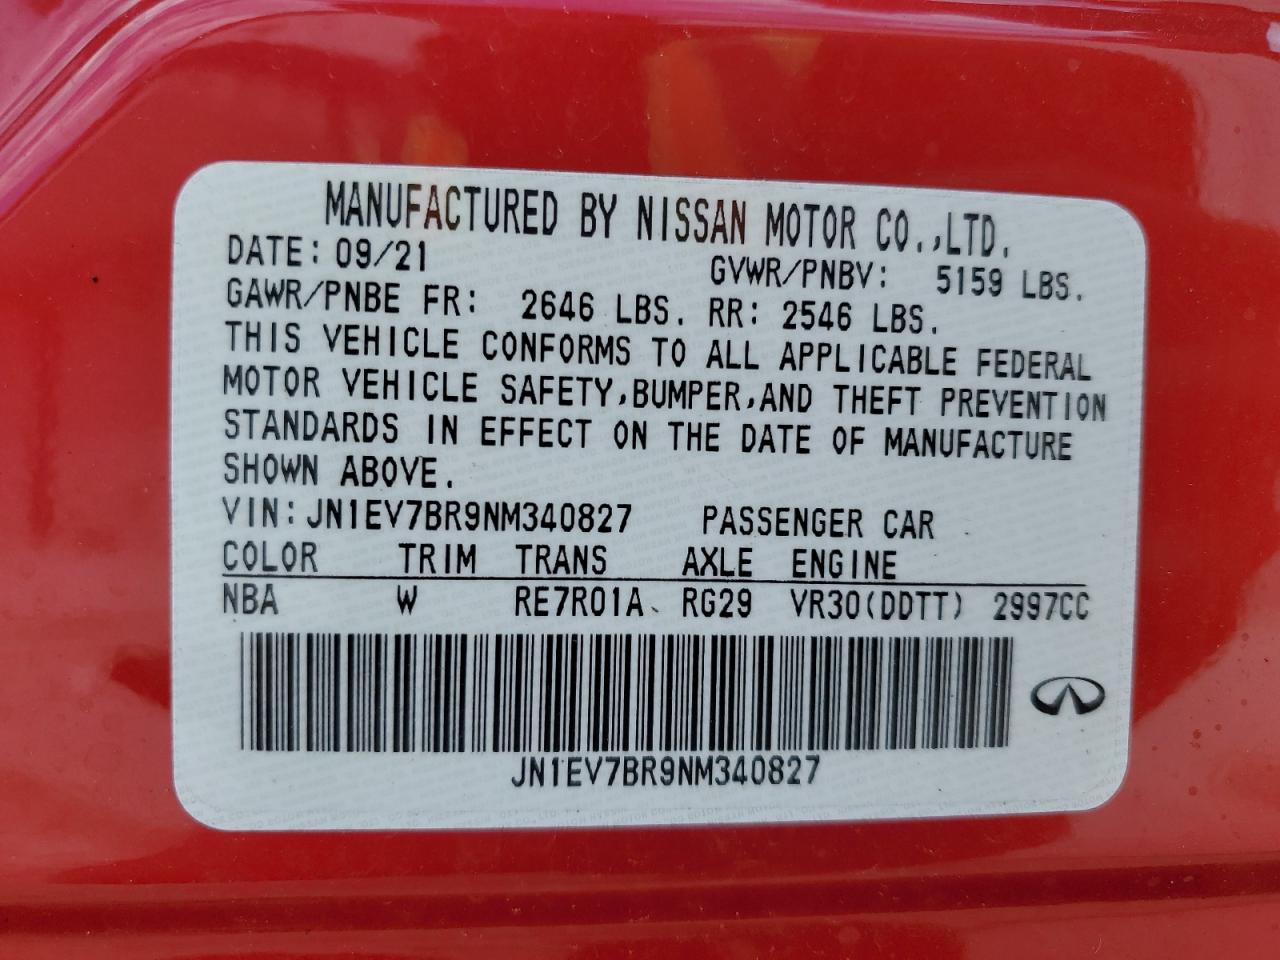 MANUFACTURED BY NISSAN MOTOR CO.,LTD.
DATE: 09/21 GVWR/PNBV: 5159 LBS.
GAWR/PNBE FR: 2646 LBS. RR: 2546 LBS.
THIS VEHICLE CONFORMS TO ALL APPLICABLE FEDERAL
MOTOR VEHICLE SAFETY,BUMPER,AND THEFT PREVENTION
STANDARDS IN EFFECT ON THE DATE OF MANUFACTURE
SHOWN ABOVE.
VIN: JN1EV7BR9NM340827 PASSENGER CAR
COLOR TRIM TRANS AXLE ENGINE
NBA W RE7R01A RG29 VR30(DDTT) 2997CC
JN1EV7BR9NM340827